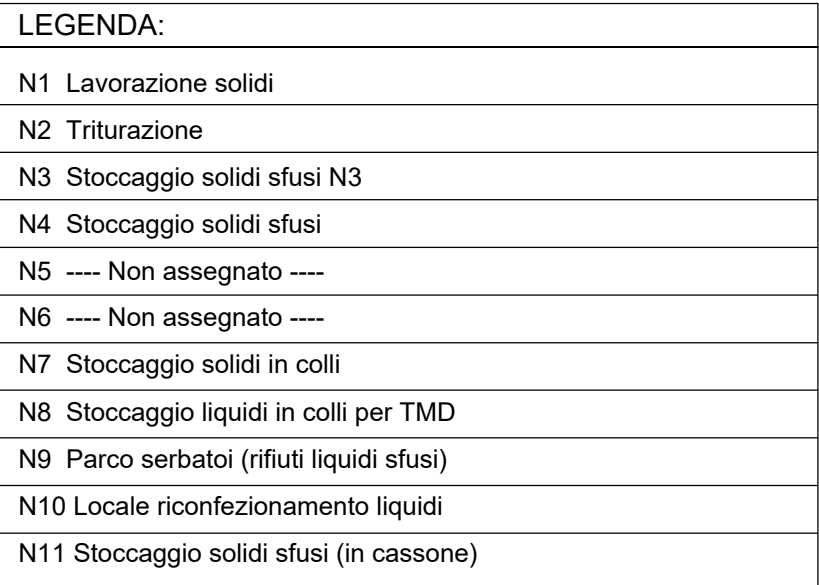 LEGENDA:
N1 Lavorazione solidi
N2 Triturazione
N3 Stoccaggio solidi sfusi N3
N4 Stoccaggio solidi sfusi
N5 ---- Non assegnato ----
N6 ---- Non assegnato ----
N7 Stoccaggio solidi in colli
N8 Stoccaggio liquidi in colli per TMD
N9 Parco serbatoi (rifiuti liquidi sfusi)
N10 Locale riconfezionamento liquidi
N11 Stoccaggio solidi sfusi (in cassone)